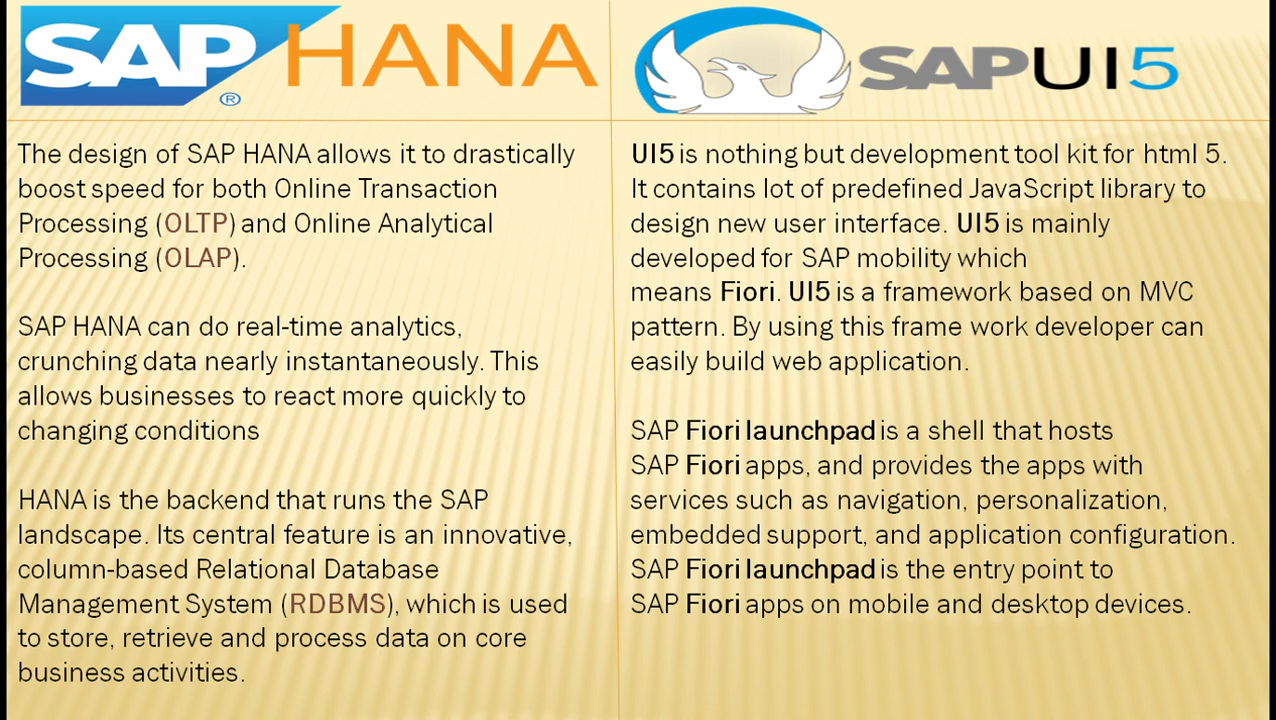 SAP HANA
®
The design of SAP HANA allows it to drastically
boost speed for both Online Transaction
Processing (OLTP) and Online Analytical
Processing (OLAP).
SAP HANA can do real-time analytics,
crunching data nearly instantaneously. This
allows businesses to react more quickly to
changing conditions
HANA is the backend that runs the SAP
landscape. Its central feature is an innovative,
column-based Relational Database
Management System (RDBMS), which is used
to store, retrieve and process data on core
business activities.
SAPUI5
UI5 is nothing but development tool kit for html 5.
It contains lot of predefined JavaScript library to
design new user interface. UI5 is mainly
developed for SAP mobility which
means Fiori. UI5 is a framework based on MVC
pattern. By using this frame work developer can
easily build web application.
SAP Fiori launchpad is a shell that hosts
SAP Fiori apps, and provides the apps with
services such as navigation, personalization,
embedded support, and application configuration.
SAP Fiori launchpad is the entry point to
SAP Fiori apps on mobile and desktop devices.